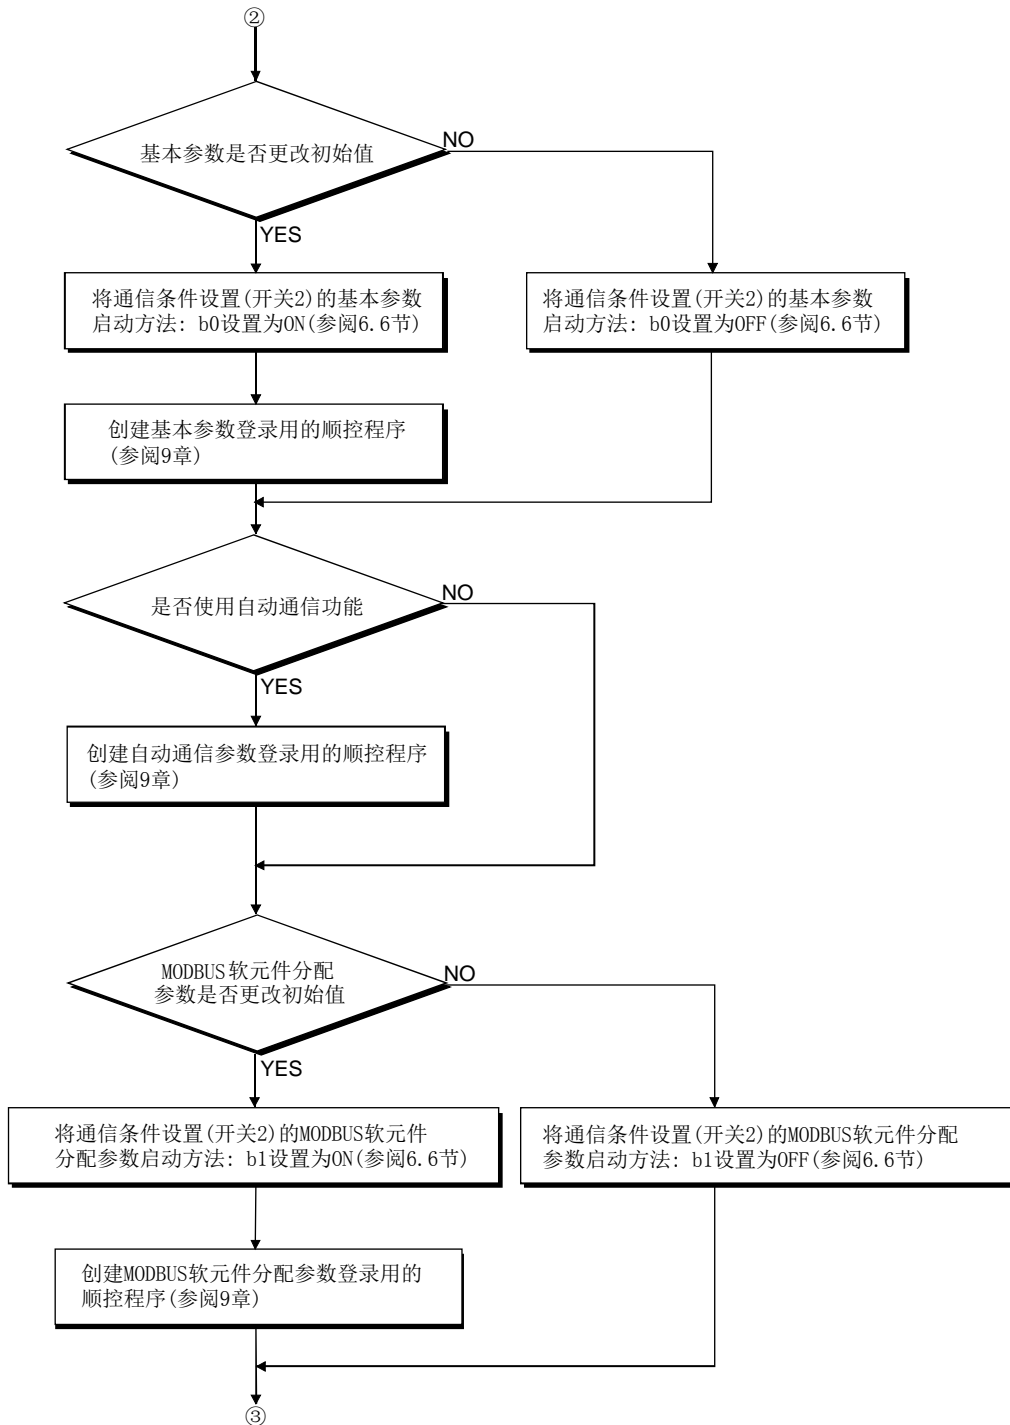 ②
基本参数是否更改初始值
NO
YES
将通信条件设置(开关2)的基本参数
启动方法: b0设置为ON(参阅6.6节)
将通信条件设置(开关2)的基本参数
启动方法: b0设置为OFF(参阅6.6节)
创建基本参数登录用的顺控程序
(参阅9章)
是否使用自动通信功能
NO
YES
创建自动通信参数登录用的顺控程序
(参阅9章)
MODBUS软元件分配
参数是否更改初始值
NO
YES
将通信条件设置(开关2)的MODBUS软元件
分配参数启动方法: b1设置为ON(参阅6.6节)
将通信条件设置(开关2)的MODBUS软元件分配
参数启动方法: b1设置为OFF(参阅6.6节)
创建MODBUS软元件分配参数登录用的
顺控程序(参阅9章)
③